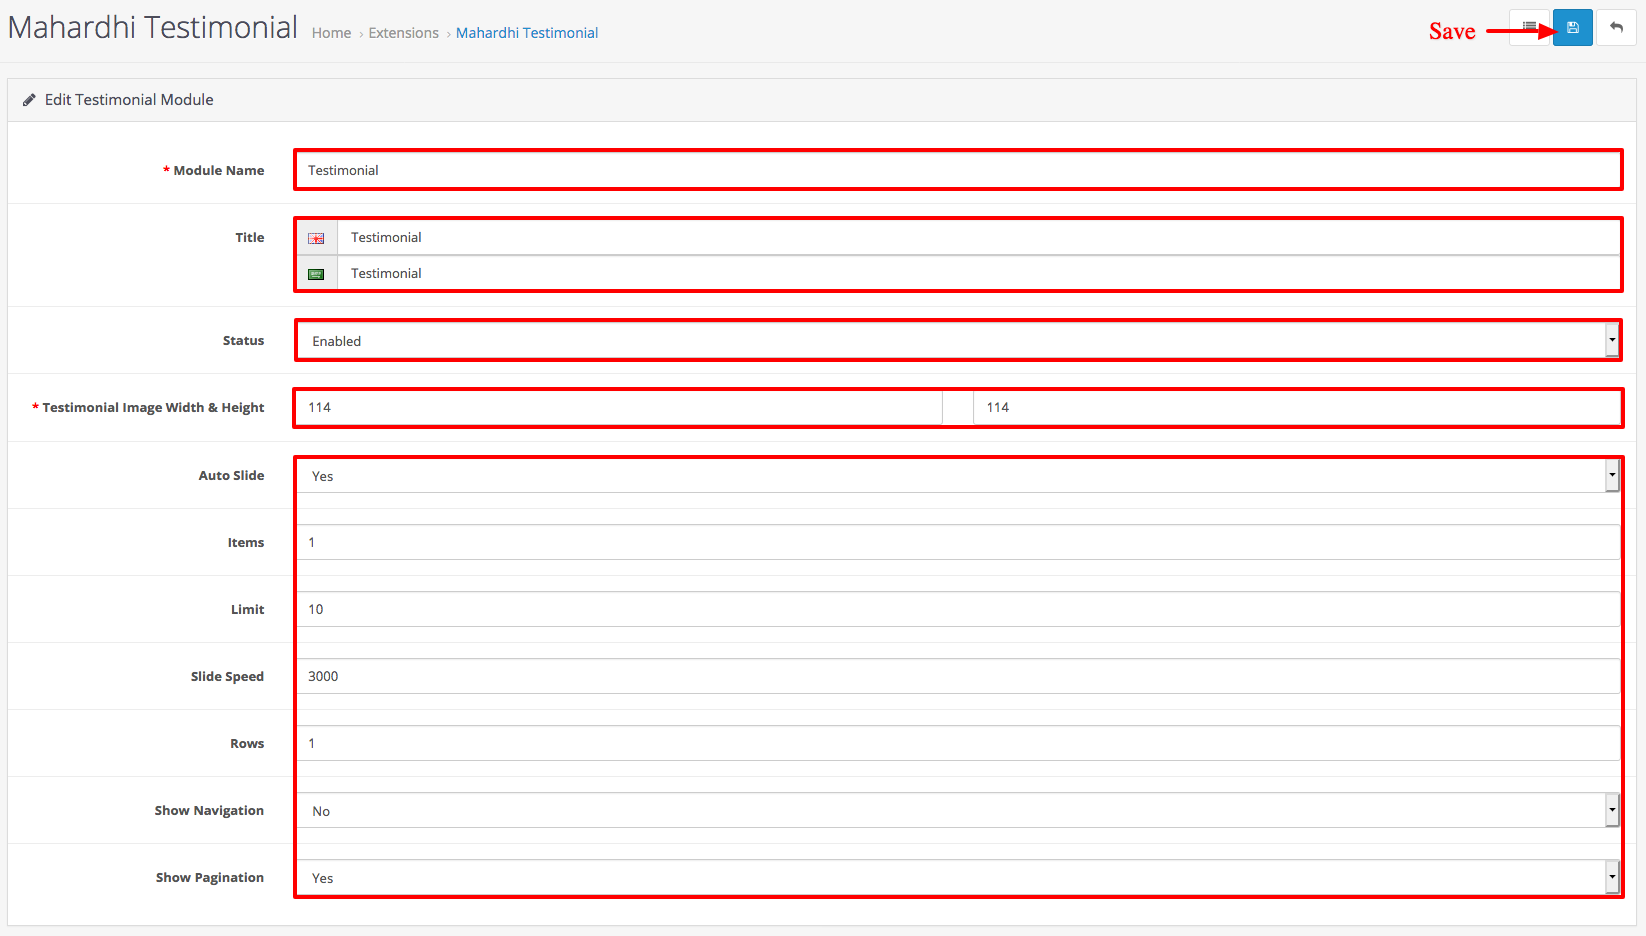 Mahardhi Testimonial Home › Extensions › Mahardhi Testimonial Save
Edit Testimonial Module
* Module Name Testimonial
Title Testimonial
Testimonial
Status Enabled
* Testimonial Image Width & Height 114 114
Auto Slide Yes
Items 1
Limit 10
Slide Speed 3000
Rows 1
Show Navigation No
Show Pagination Yes